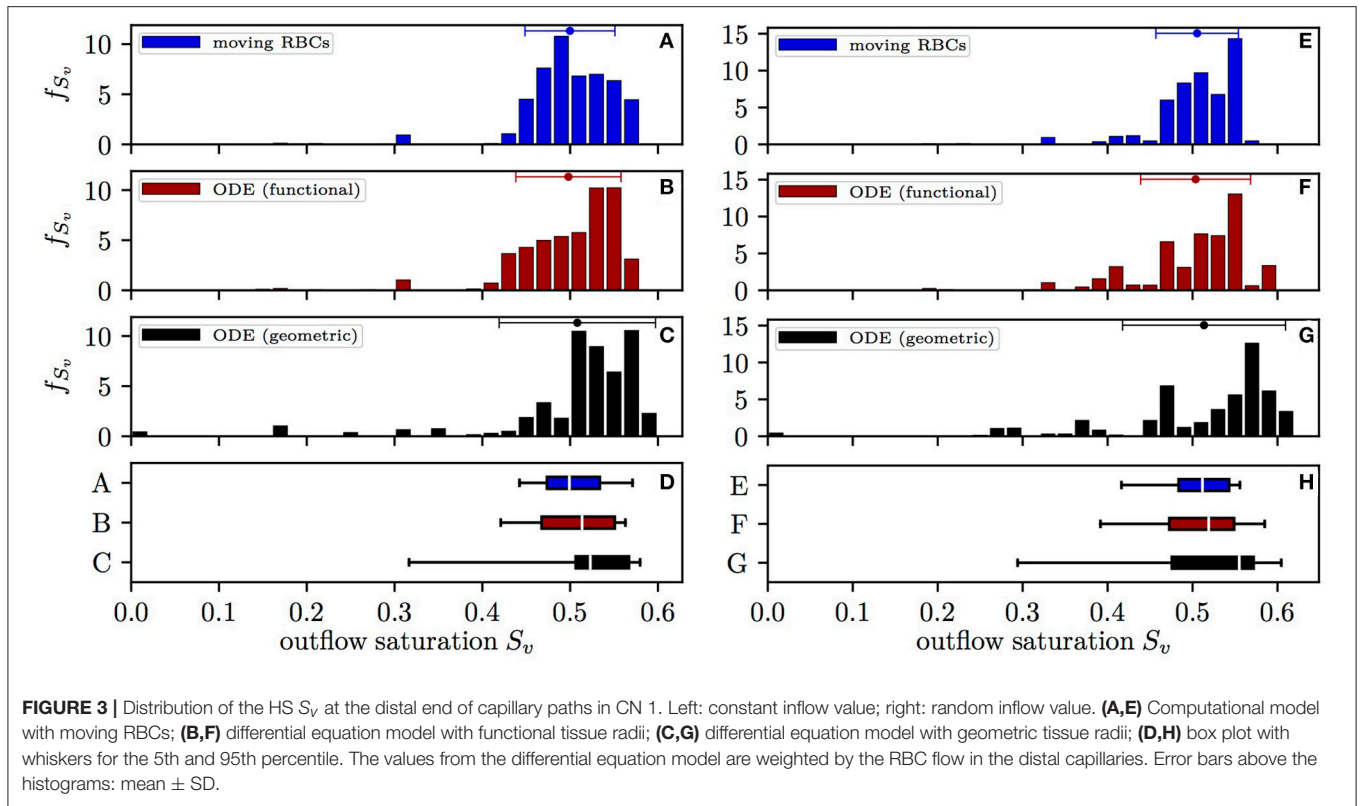 moving RBCs
A
10
5
0
f_{S_v}
ODE (functional)
B
10
5
0
f_{S_v}
ODE (geometric)
C
10
5
0
f_{S_v}
D
A
B
C
0.0 0.1 0.2 0.3 0.4 0.5 0.6
outflow saturation S_v
moving RBCs
E
15
10
5
0
ODE (functional)
F
15
10
5
0
ODE (geometric)
G
15
10
5
0
H
E
F
G
0.0 0.1 0.2 0.3 0.4 0.5 0.6
outflow saturation S_v
FIGURE 3 | Distribution of the HS S_V at the distal end of capillary paths in CN 1. Left: constant inflow value; right: random inflow value. (A,E) Computational model
with moving RBCs; (B,F) differential equation model with functional tissue radii; (C,G) differential equation model with geometric tissue radii; (D,H) box plot with
whiskers for the 5th and 95th percentile. The values from the differential equation model are weighted by the RBC flow in the distal capillaries. Error bars above the
histograms: mean ± SD.